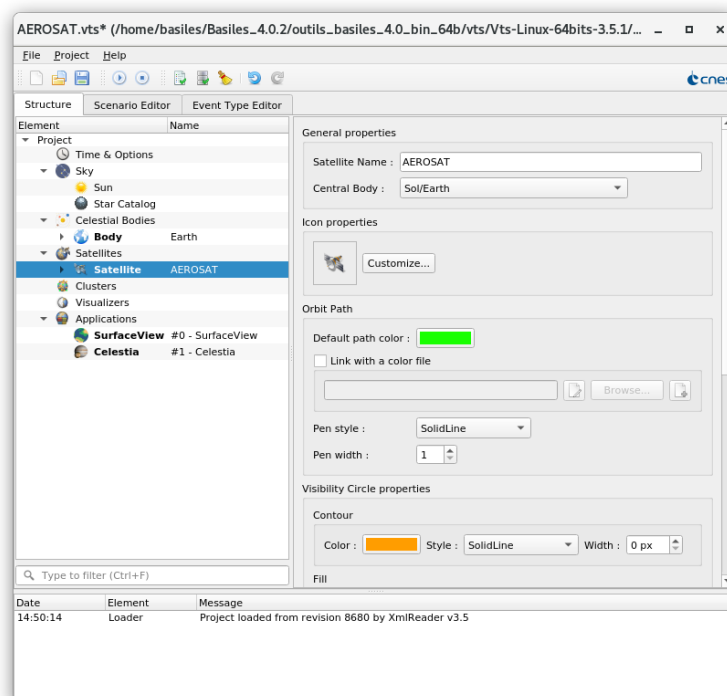 AEROSAT.vts* (/home/basiles/Basiles_4.0.2/outils_basiles_4.0_bin_64b/vts/Vts-Linux-64bits-3.5.1/...
File Project Help
cnes
Structure Scenario Editor Event Type Editor
Element Name
Project
Time & Options
Sky
Sun
Star Catalog
Celestial Bodies
Body Earth
Satellites
Satellite AEROSAT
Clusters
Visualizers
Applications
SurfaceView #0 - SurfaceView
Celestia #1 - Celestia
Type to filter (Ctrl+F)
General properties
Satellite Name : AEROSAT
Central Body : Sol/Earth
Icon properties
Customize...
Orbit Path
Default path color :
Link with a color file
Browse...
Pen style : SolidLine
Pen width : 1
Visibility Circle properties
Contour
Color : Style : SolidLine Width : 0 px
Fill
Date Element Message
14:50:14 Loader Project loaded from revision 8680 by XmlReader v3.5